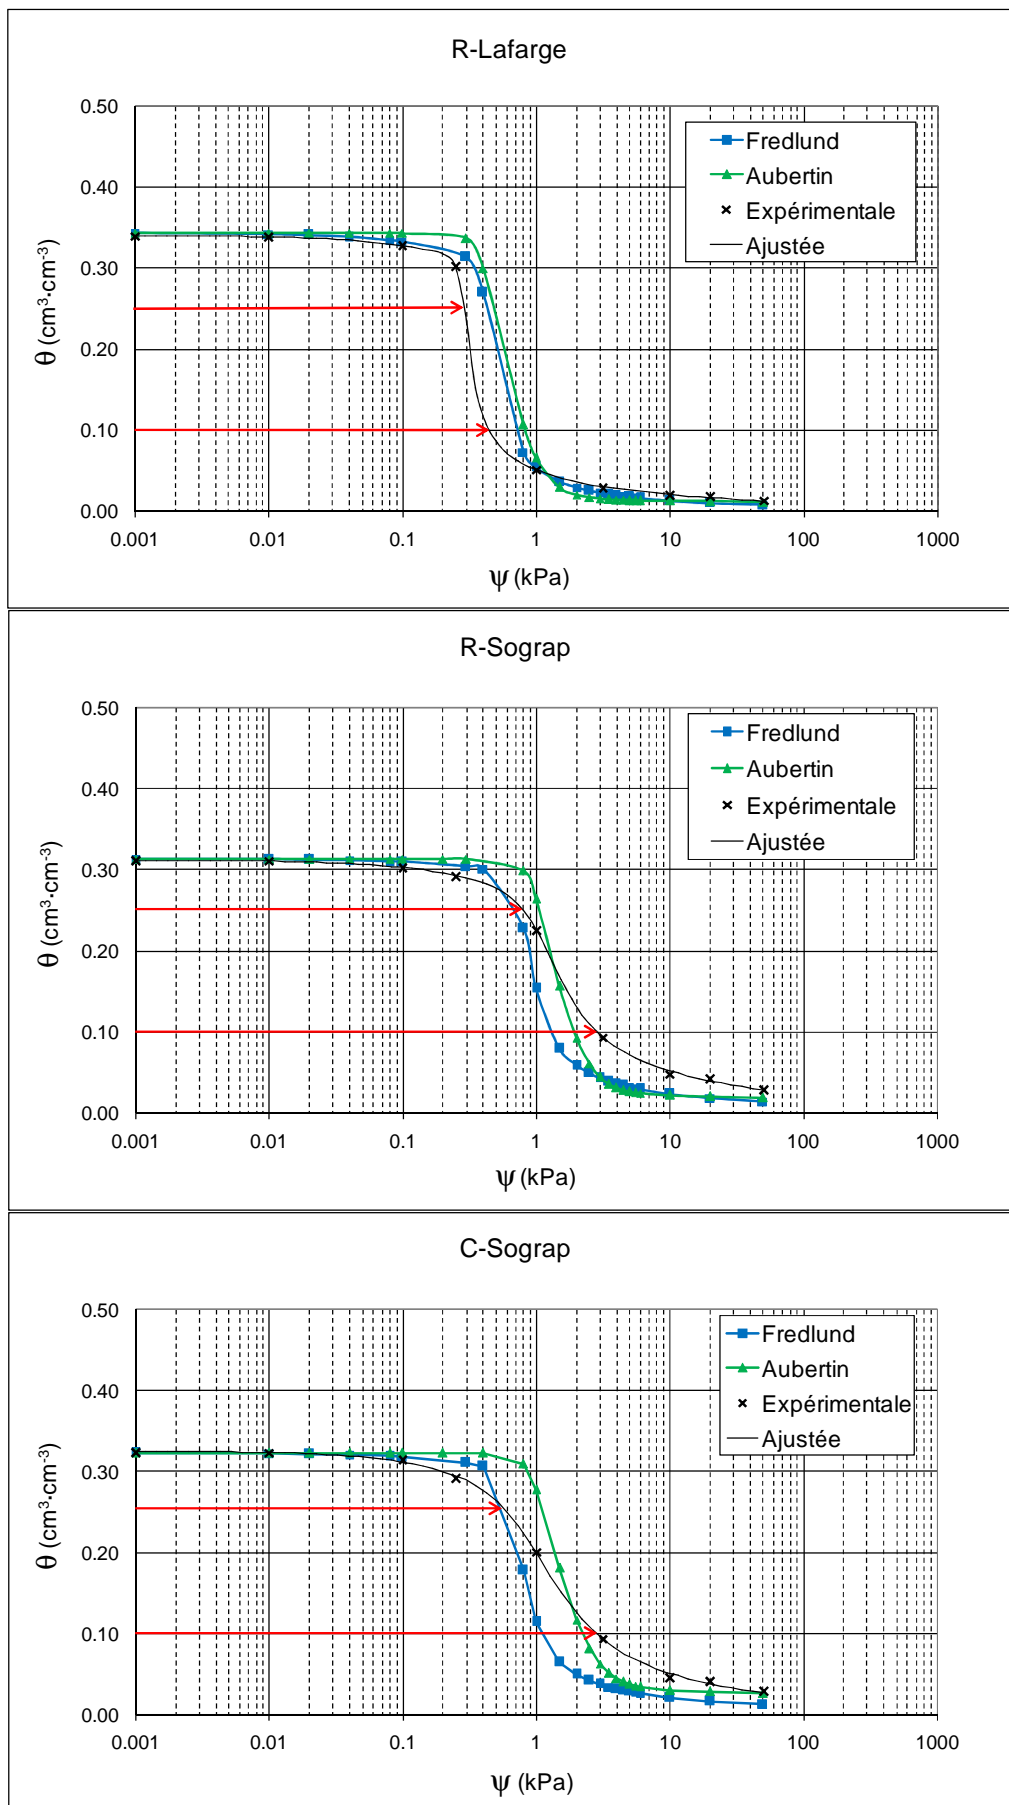 R-Lafarge
0.50
0.40
0.30
0.20
0.10
0.00
θ (cm³·cm⁻³)
0.001 0.01 0.1 1 10 100 1000
ψ (kPa)
Fredlund
Aubertin
Expérimentale
Ajustée
R-Sograp
0.50
0.40
0.30
0.20
0.10
0.00
θ (cm³·cm⁻³)
0.001 0.01 0.1 1 10 100 1000
ψ (kPa)
Fredlund
Aubertin
Expérimentale
Ajustée
C-Sograp
0.50
0.40
0.30
0.20
0.10
0.00
θ (cm³·cm⁻³)
0.001 0.01 0.1 1 10 100 1000
ψ (kPa)
Fredlund
Aubertin
Expérimentale
Ajustée